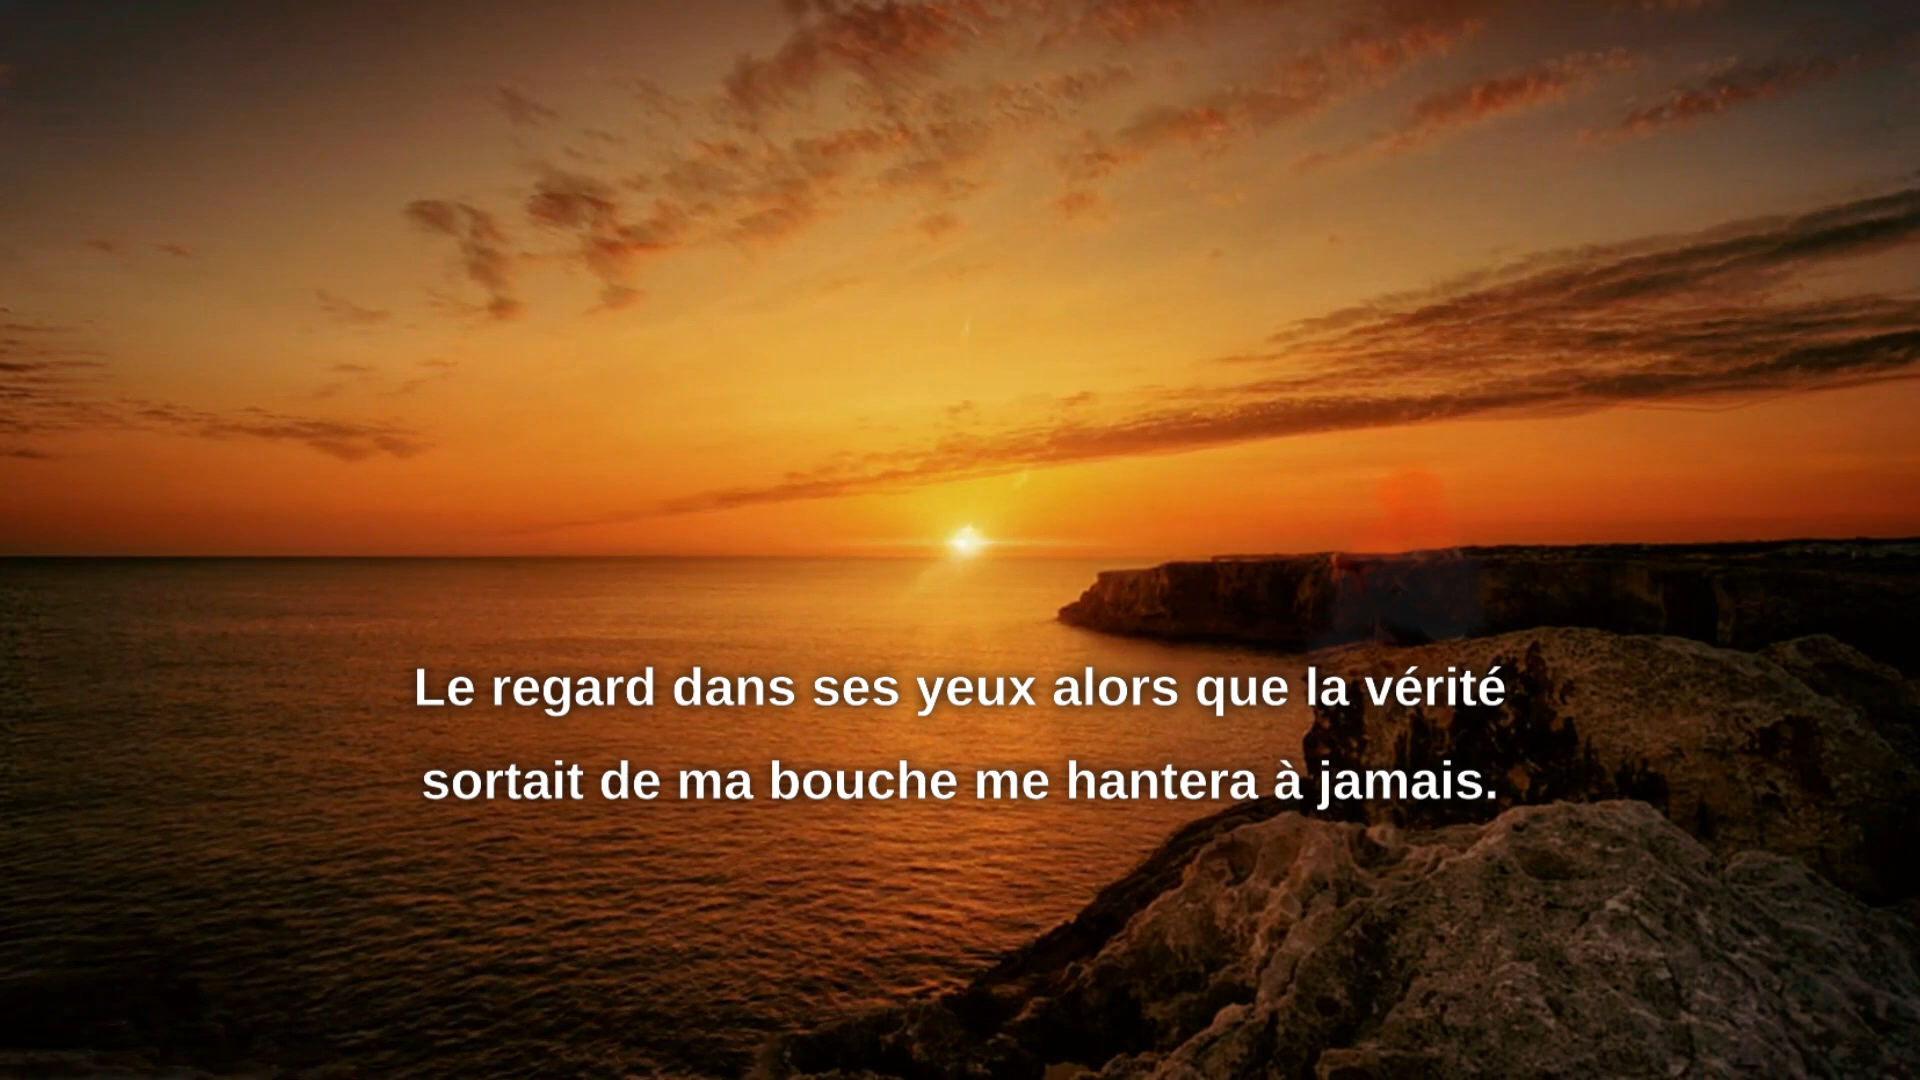 Le regard dans ses yeux alors que la vérité
sortait de ma bouche me hantera à jamais.